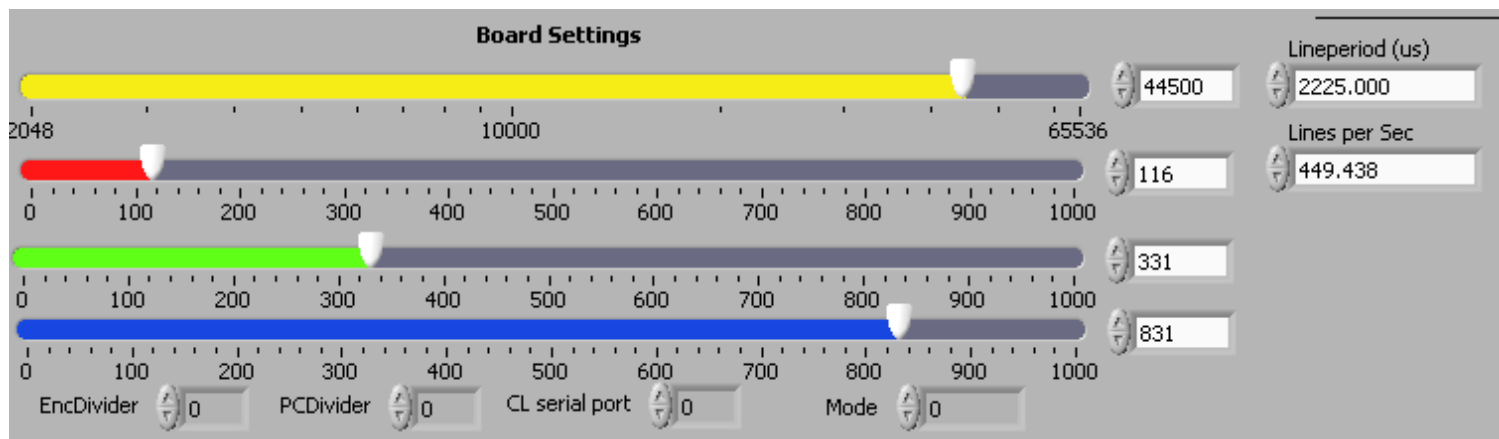 Board Settings
Lineperiod (us)
44500
2225.000
2048 10000 65536
Lines per Sec
116
449.438
0 100 200 300 400 500 600 700 800 900 1000
331
0 100 200 300 400 500 600 700 800 900 1000
831
0 100 200 300 400 500 600 700 800 900 1000
EncDivider 0 PCDivider 0 CL serial port 0 Mode 0